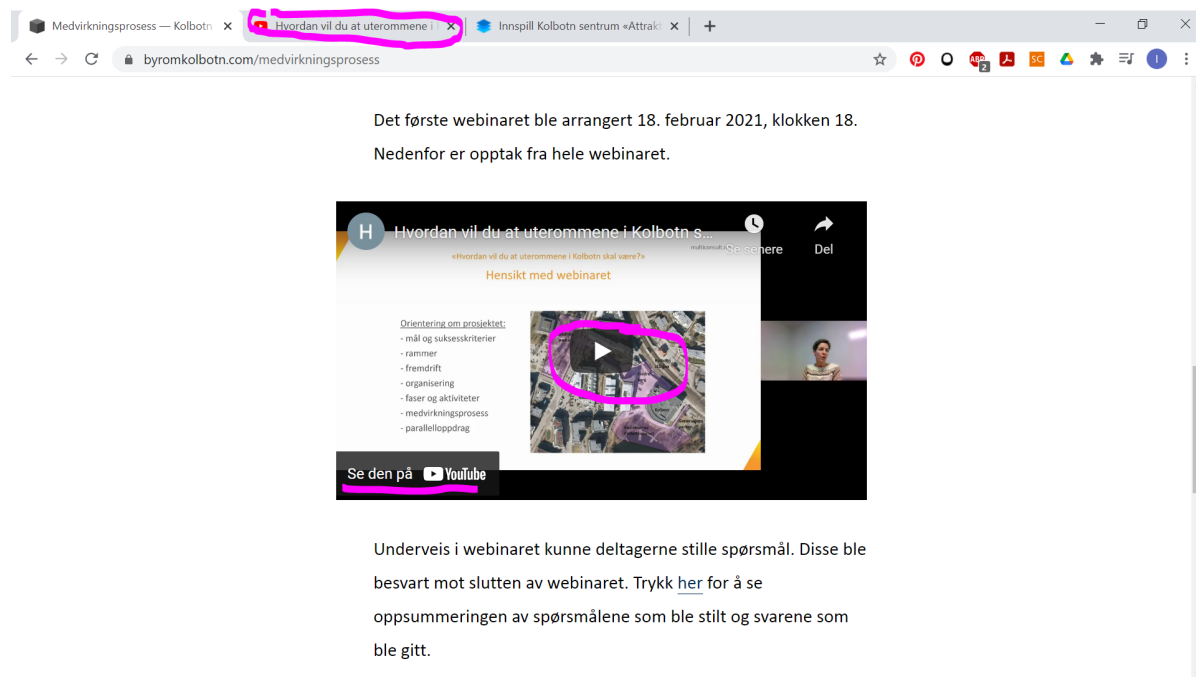 Medvirkningsprosess — Kolbotn
Hvordan vil du at uterommene i
Innspill Kolbotn sentrum «Attrakt
byromkolbotn.com/medvirkningsprosess
ABP
2
SC
I
Det første webinaret ble arrangert 18. februar 2021, klokken 18.
Nedenfor er opptak fra hele webinaret.
H
Hvordan vil du at uterommene i Kolbotn s...
Se senere
Del
«Hvordan vil du at uterommene i Kolbotn skal være?»
Hensikt med webinaret
Orientering om prosjektet:
- mål og suksesskriterier
- rammer
- fremdrift
- organisering
- faser og aktiviteter
- medvirkningsprosess
- parallelloppdrag
Se den på YouTube
Underveis i webinaret kunne deltagerne stille spørsmål. Disse ble
besvart mot slutten av webinaret. Trykk her for å se
oppsummeringen av spørsmålene som ble stilt og svarene som
ble gitt.